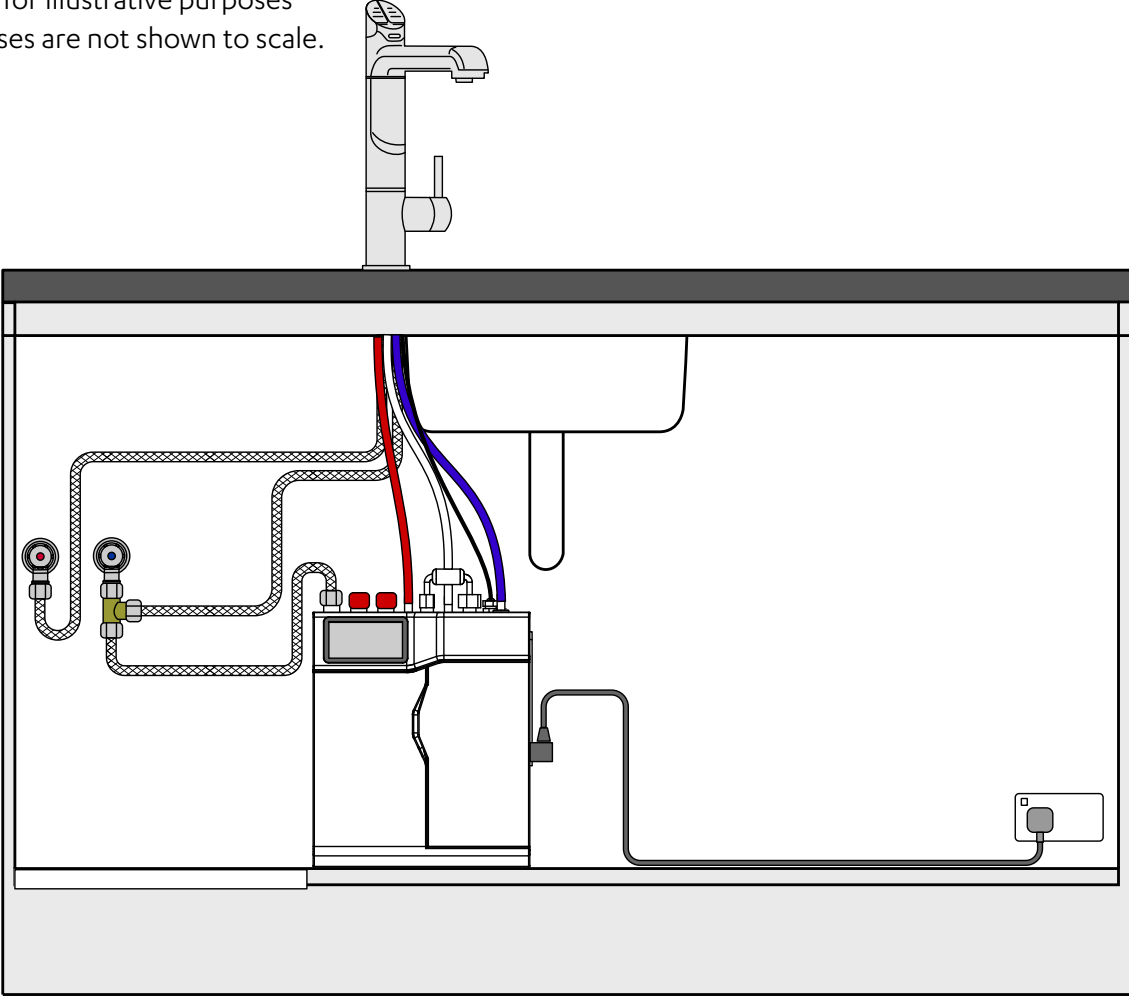 for illustrative purposes
ses are not shown to scale.